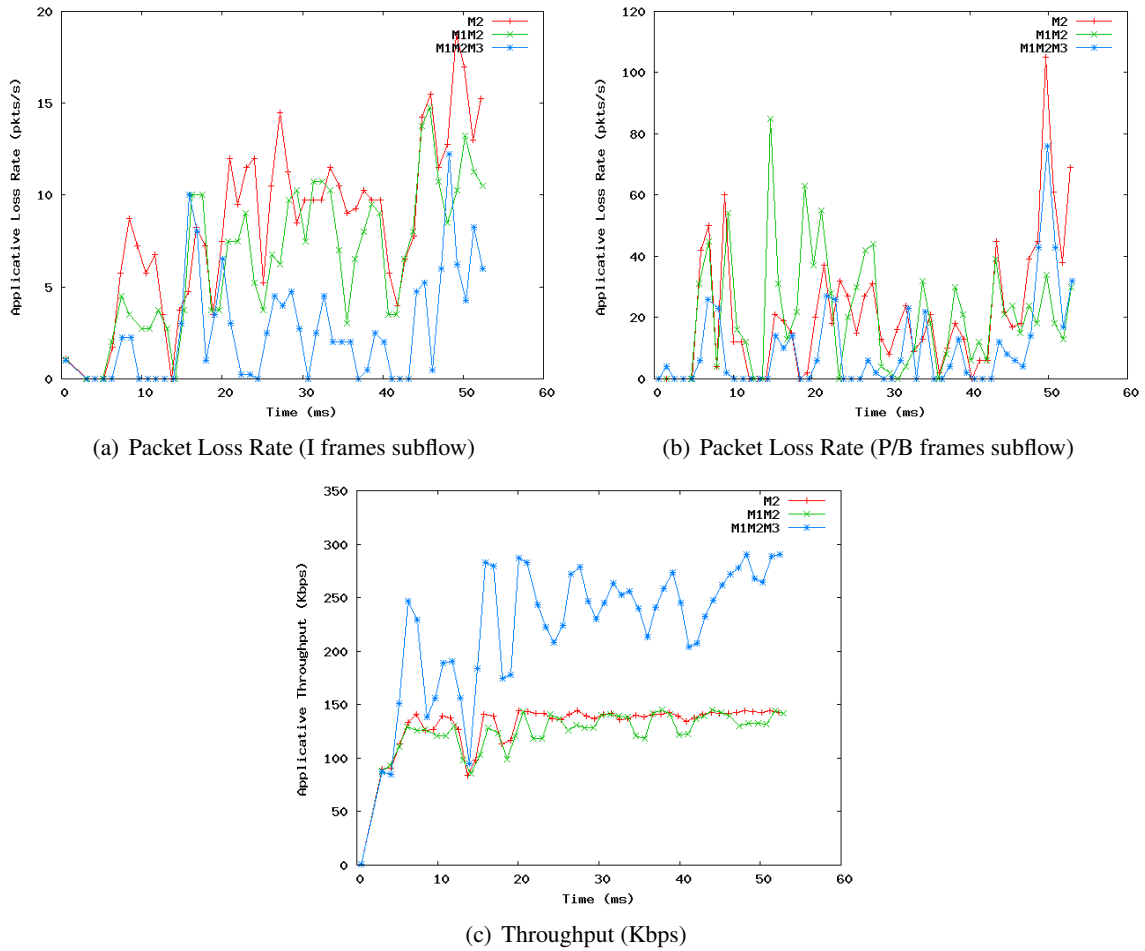 20
15
10
5
0
0
10
20
30
40
50
60
Applicative Loss Rate (pkts/s)
Time (ms)
M2
M1M2
M1M2M3
(a) Packet Loss Rate (I frames subflow)
120
100
80
60
40
20
0
0
10
20
30
40
50
60
Applicative Loss Rate (pkts/s)
Time (ms)
M2
M1M2
M1M2M3
(b) Packet Loss Rate (P/B frames subflow)
350
300
250
200
150
100
50
0
0
10
20
30
40
50
60
Applicative Throughput (Kbps)
Time (ms)
M2
M1M2
M1M2M3
(c) Throughput (Kbps)